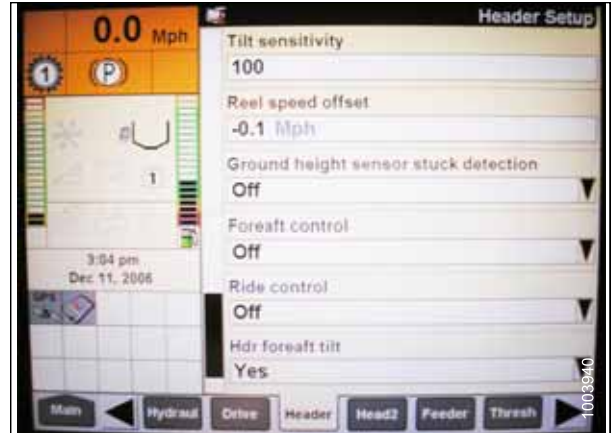 0.0 Mph
1
(P)
1
3:04 pm
Dec 11, 2006
GPS
Header Setup
Tilt sensitivity
100
Reel speed offset
-0.1 Mph
Ground height sensor stuck detection
Off
Foreaft control
Off
Ride control
Off
Hdr foreaft tilt
Yes
Main
Hydraul
Drive
Header
Head2
Feeder
Thresh
1003940